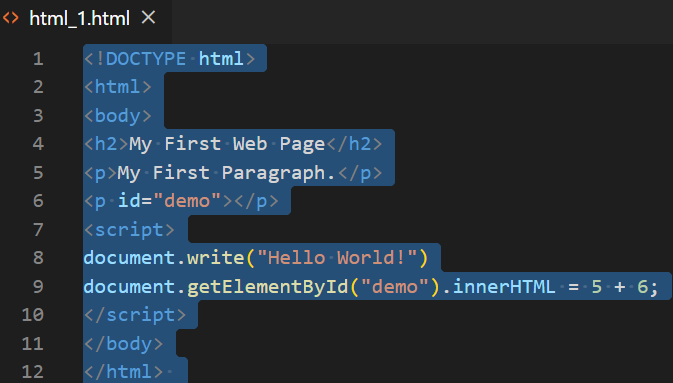 <> html_1.html ×
1 <!DOCTYPE html>
2 <html>
3 <body>
4 <h2>My First Web Page</h2>
5 <p>My First Paragraph.</p>
6 <p id="demo"></p>
7 <script>
8 document.write("Hello World!")
9 document.getElementById("demo").innerHTML = 5 + 6;
10 </script>
11 </body>
12 </html>